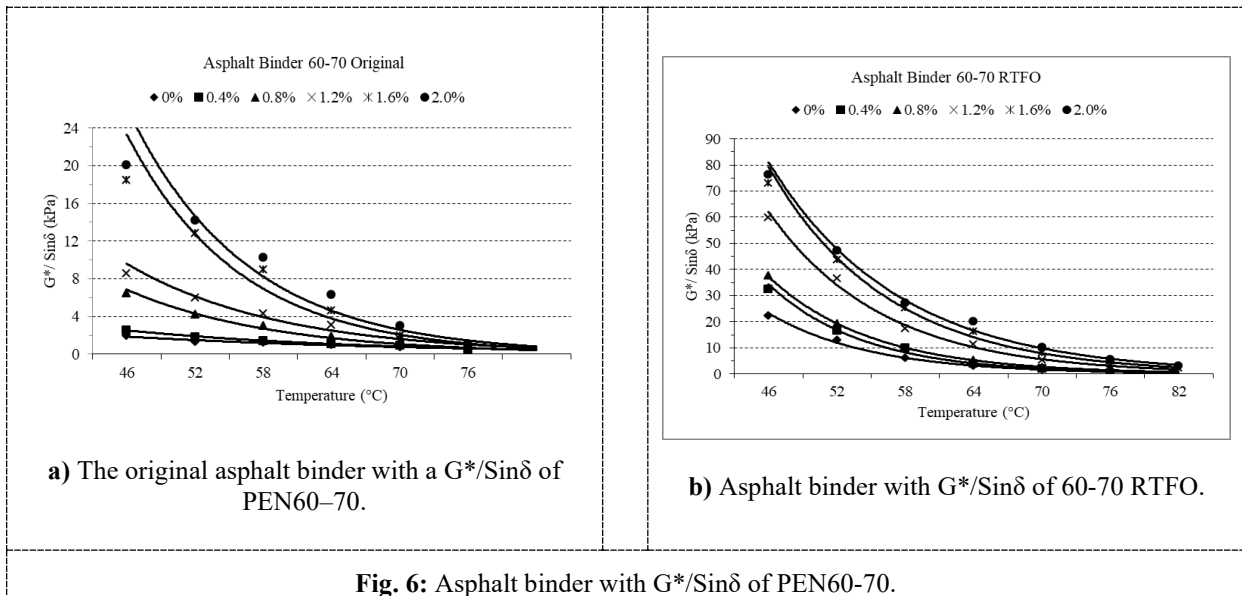 Asphalt Binder 60-70 Original
0% 0.4% 0.8% 1.2% 1.6% 2.0%
24
20
16
12
8
4
0
G*/ Sinδ (kPa)
46 52 58 64 70 76
Temperature (°C)
a) The original asphalt binder with a G*/Sinδ of
PEN60–70.
Asphalt Binder 60-70 RTFO
0% 0.4% 0.8% 1.2% 1.6% 2.0%
90
80
70
60
50
40
30
20
10
0
G*/ Sinδ (kPa)
46 52 58 64 70 76 82
Temperature (°C)
b) Asphalt binder with G*/Sinδ of 60-70 RTFO.
Fig. 6: Asphalt binder with G*/Sinδ of PEN60-70.